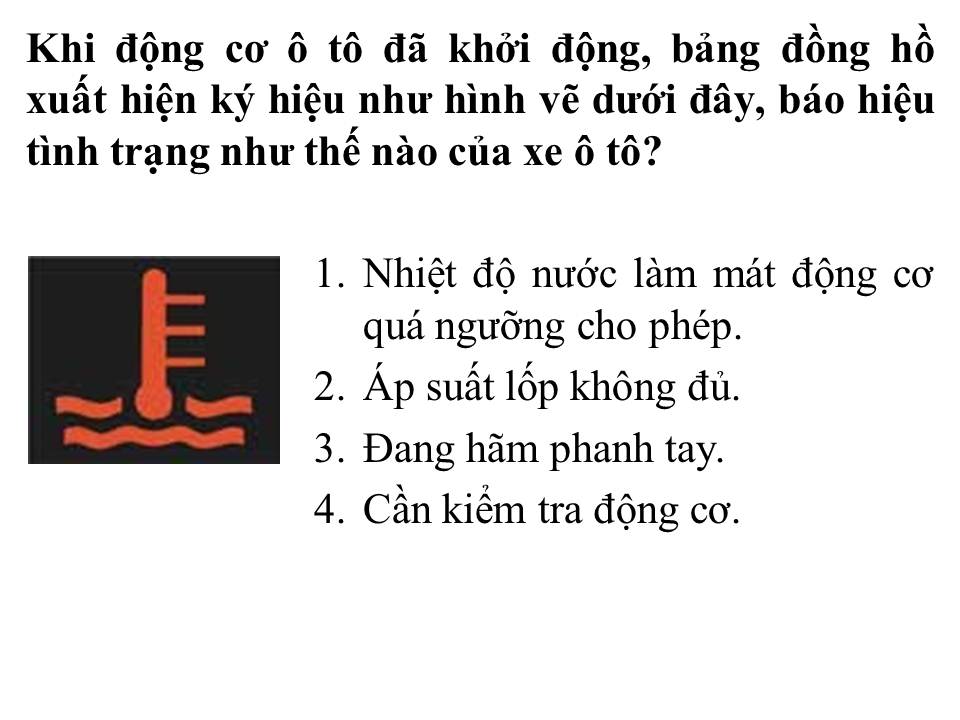 Khi động cơ ô tô đã khởi động, bảng đồng hồ
xuất hiện ký hiệu như hình vẽ dưới đây, báo hiệu
tình trạng như thế nào của xe ô tô?
1. Nhiệt độ nước làm mát động cơ
quá ngưỡng cho phép.
2. Áp suất lốp không đủ.
3. Đang hãm phanh tay.
4. Cần kiểm tra động cơ.